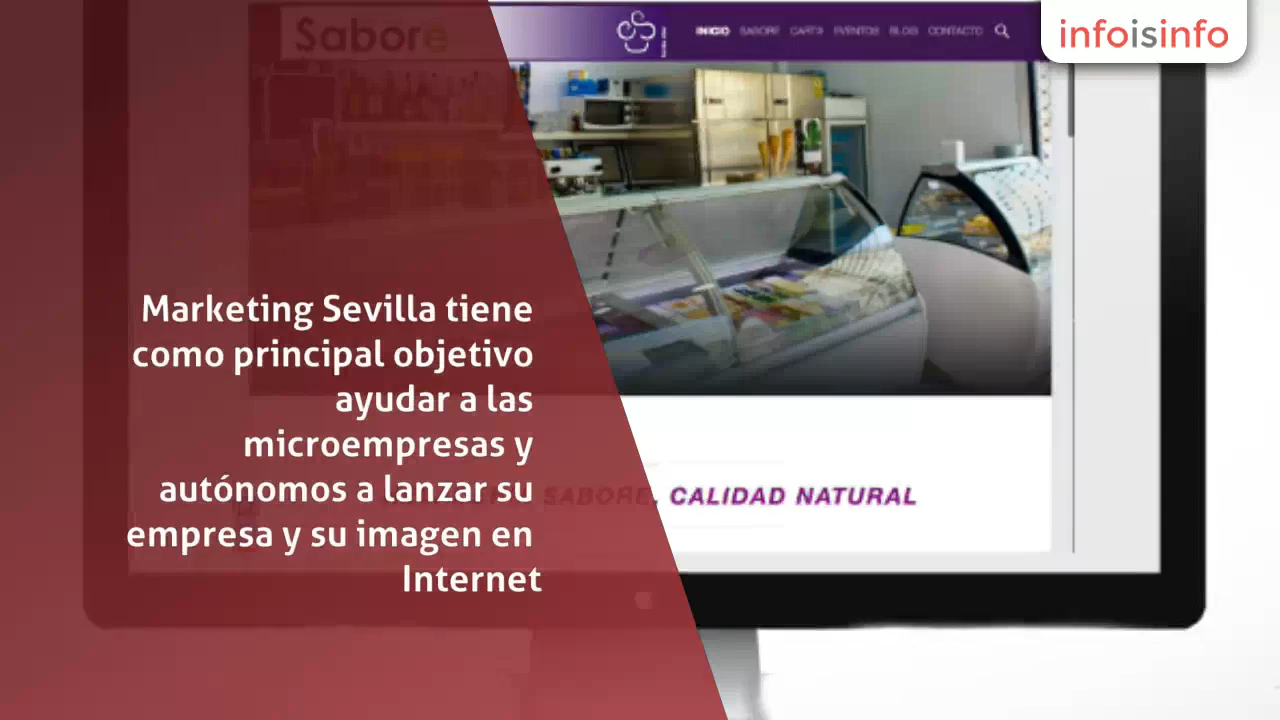 Saboré
INICIO SABORE CARTA EVENTOS BLOG CONTACTO
infoisinfo
Marketing Sevilla tiene
como principal objetivo
ayudar a las
microempresas y
autónomos a lanzar su
empresa y su imagen en
Internet
SABORE, CALIDAD NATURAL